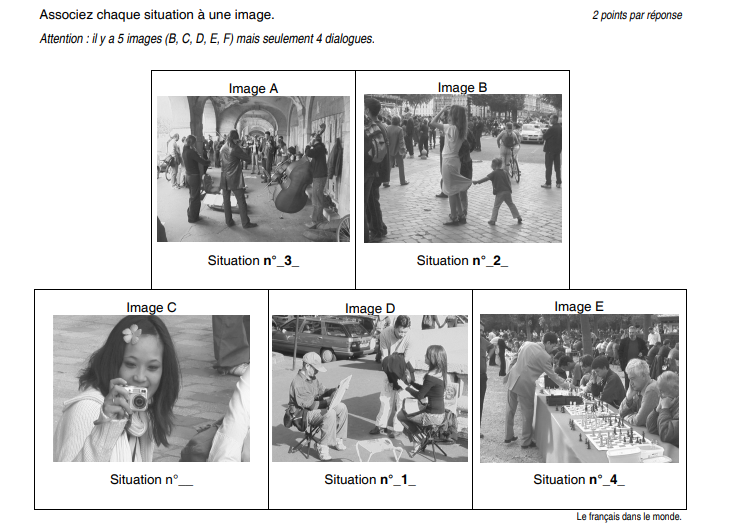 Associez chaque situation à une image.
2 points par réponse
Attention : il y a 5 images (B, C, D, E, F) mais seulement 4 dialogues.
Image A
Image B
Situation n°_3_
Situation n°_2_
Image C
Image D
Image E
Situation n°__
Situation n°_1_
Situation n°_4_
Le français dans le monde.